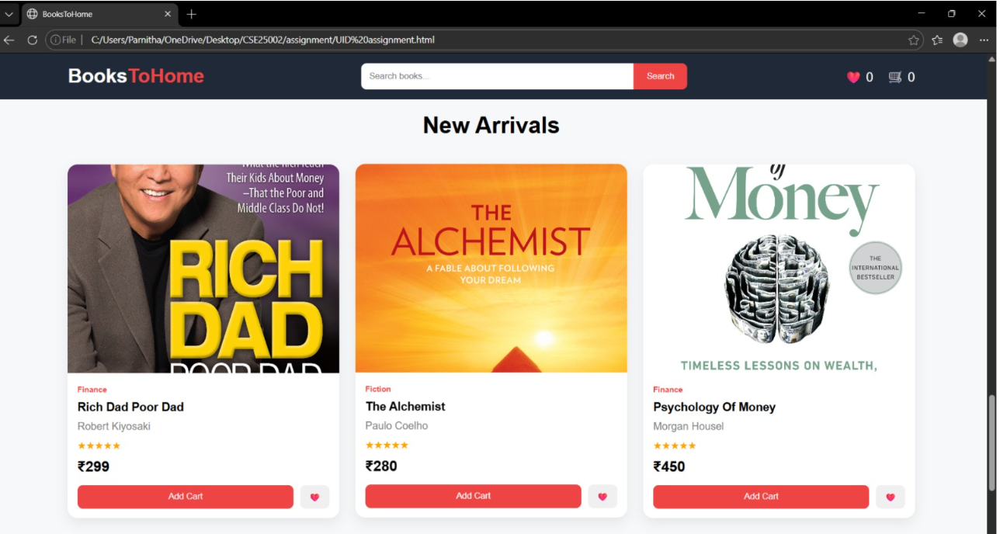 BooksToHome
File | C:/Users/Parnitha/OneDrive/Desktop/CSE25002/assignment/UID%20assignment.html
BooksToHome
Search books...
Search
0
0
New Arrivals
What the Rich Teach
Their Kids About Money
–That the Poor and
Middle Class Do Not!
RICH
DAD
POOR DAD
Finance
Rich Dad Poor Dad
Robert Kiyosaki
★★★★★
₹299
Add Cart
THE
ALCHEMIST
A FABLE ABOUT FOLLOWING
YOUR DREAM
Fiction
The Alchemist
Paulo Coelho
★★★★★
₹280
Add Cart
of
Money
THE
INTERNATIONAL
BESTSELLER
TIMELESS LESSONS ON WEALTH,
Finance
Psychology Of Money
Morgan Housel
★★★★★
₹450
Add Cart